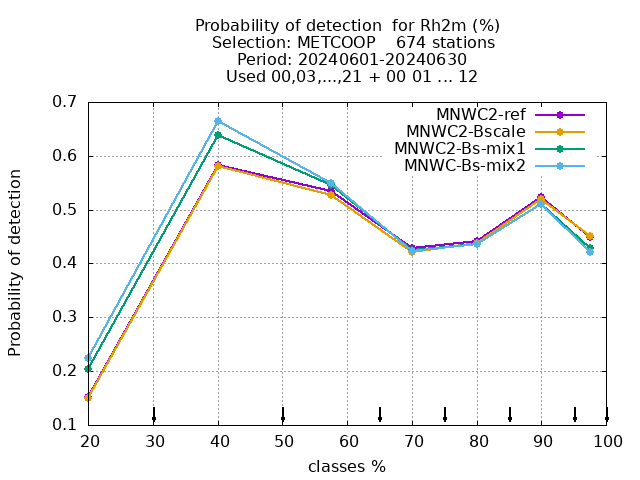 Probability of detection  for Rh2m (%)
Selection: METCOOP    674 stations
Period: 20240601-20240630
Used 00,03,...,21 + 00 01 ... 12
MNWC2-ref
MNWC2-Bscale
MNWC2-Bs-mix1
MNWC-Bs-mix2
Probability of detection
0.7
0.6
0.5
0.4
0.3
0.2
0.1
20 30 40 50 60 70 80 90 100
classes %